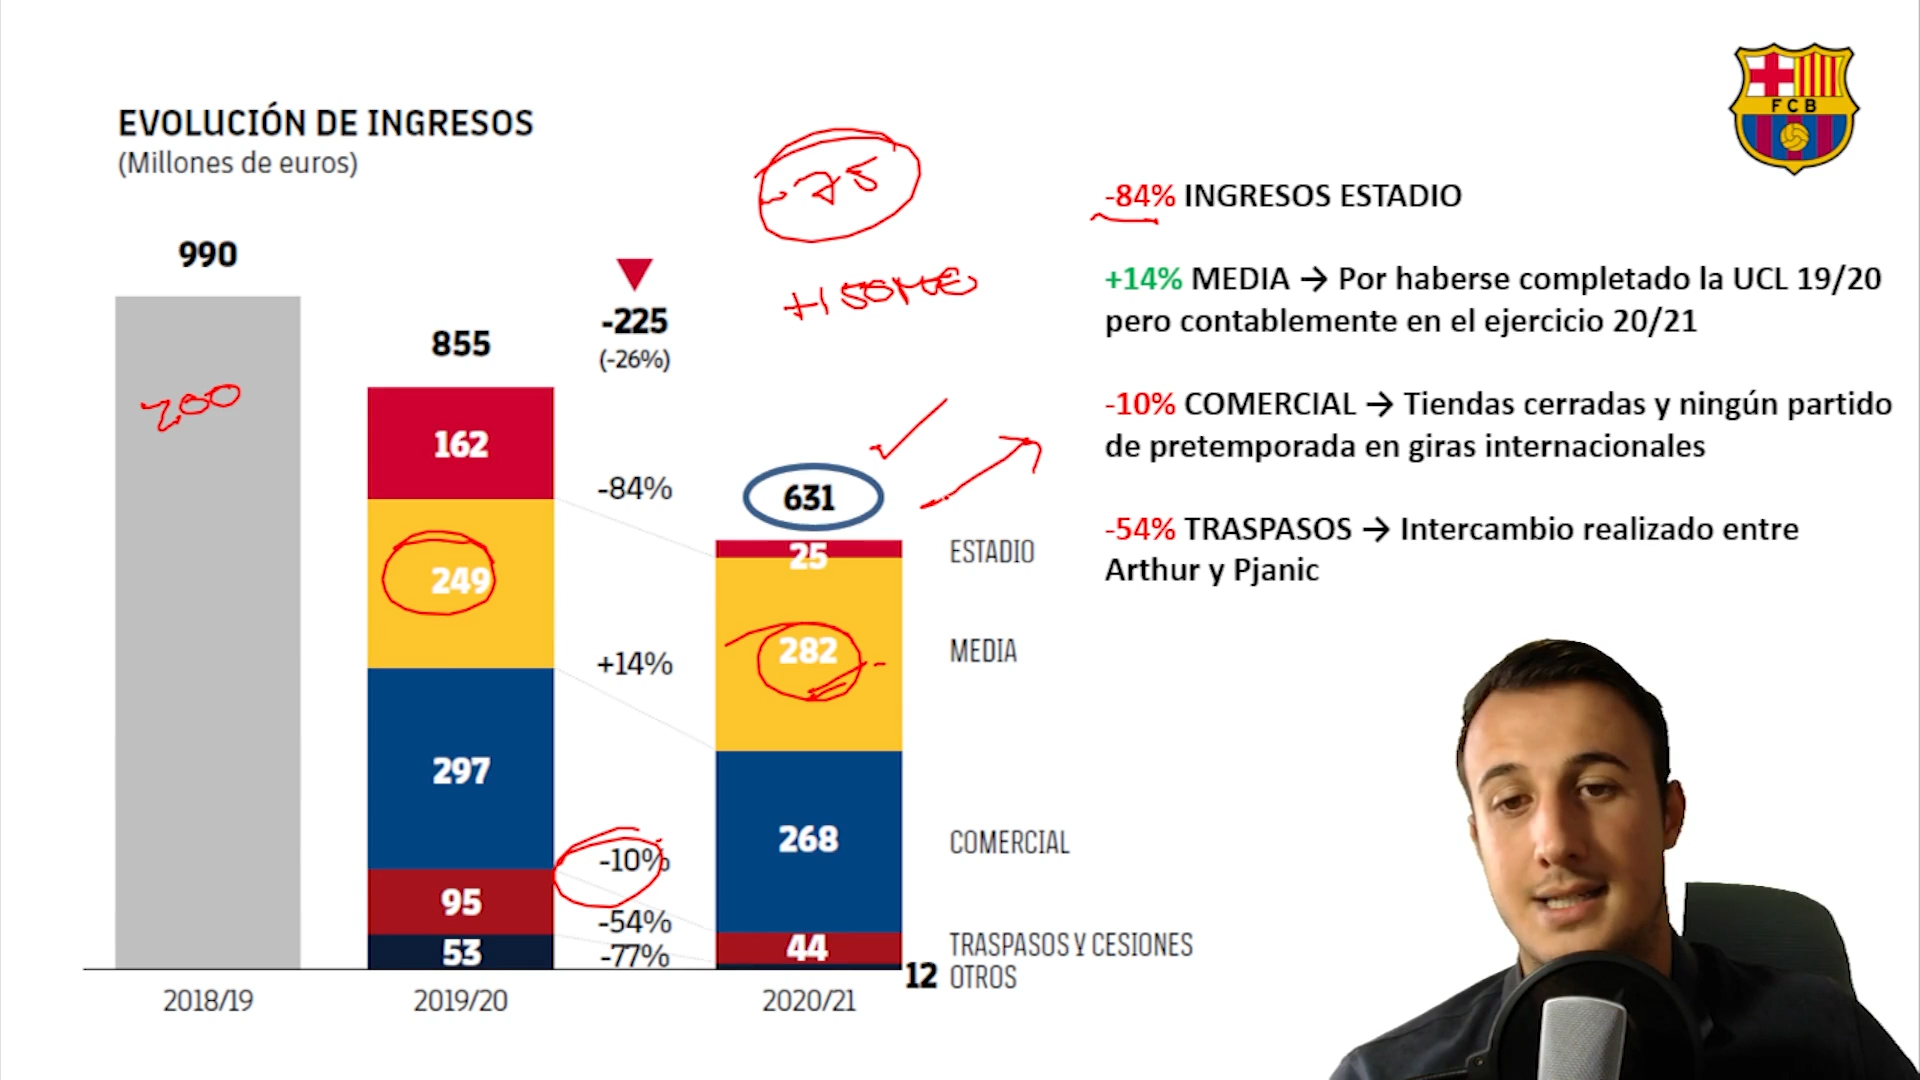 EVOLUCIÓN DE INGRESOS
(Millones de euros)
990
200
2018/19
855
162
249
297
95
53
2019/20
-225
(-26%)
-84%
+14%
-10%
-54%
-77%
-75
+150M€
631
25
282
268
44
12
2020/21
ESTADIO
MEDIA
COMERCIAL
TRASPASOS Y CESIONES
OTROS
FCB
-84% INGRESOS ESTADIO
+14% MEDIA → Por haberse completado la UCL 19/20
pero contablemente en el ejercicio 20/21
-10% COMERCIAL → Tiendas cerradas y ningún partido
de pretemporada en giras internacionales
-54% TRASPASOS → Intercambio realizado entre
Arthur y Pjanic